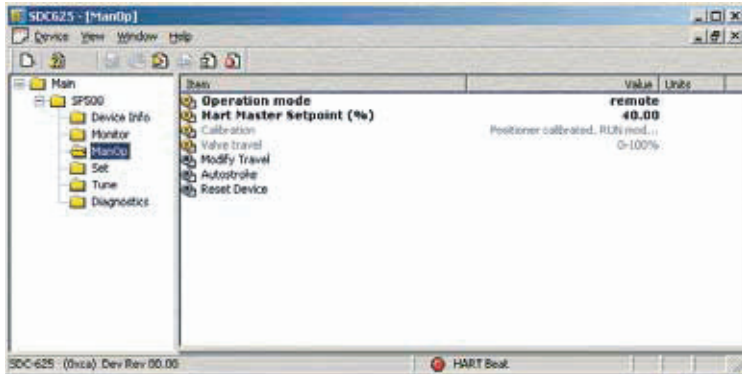 SDC625 - [ManOp]
Device View Window Help
Main
SP500
Device Info
Monitor
ManOp
Set
Tune
Diagnostics
Item Value Units
Operation mode remote
Hart Master Setpoint (%) 40.00
Calibration Positioner calibrated, RUN mod...
Valve travel 0-100%
Modify Travel
Autostroke
Reset Device
SDC-625 (0xca) Dev Rev 00.00 HART Beat